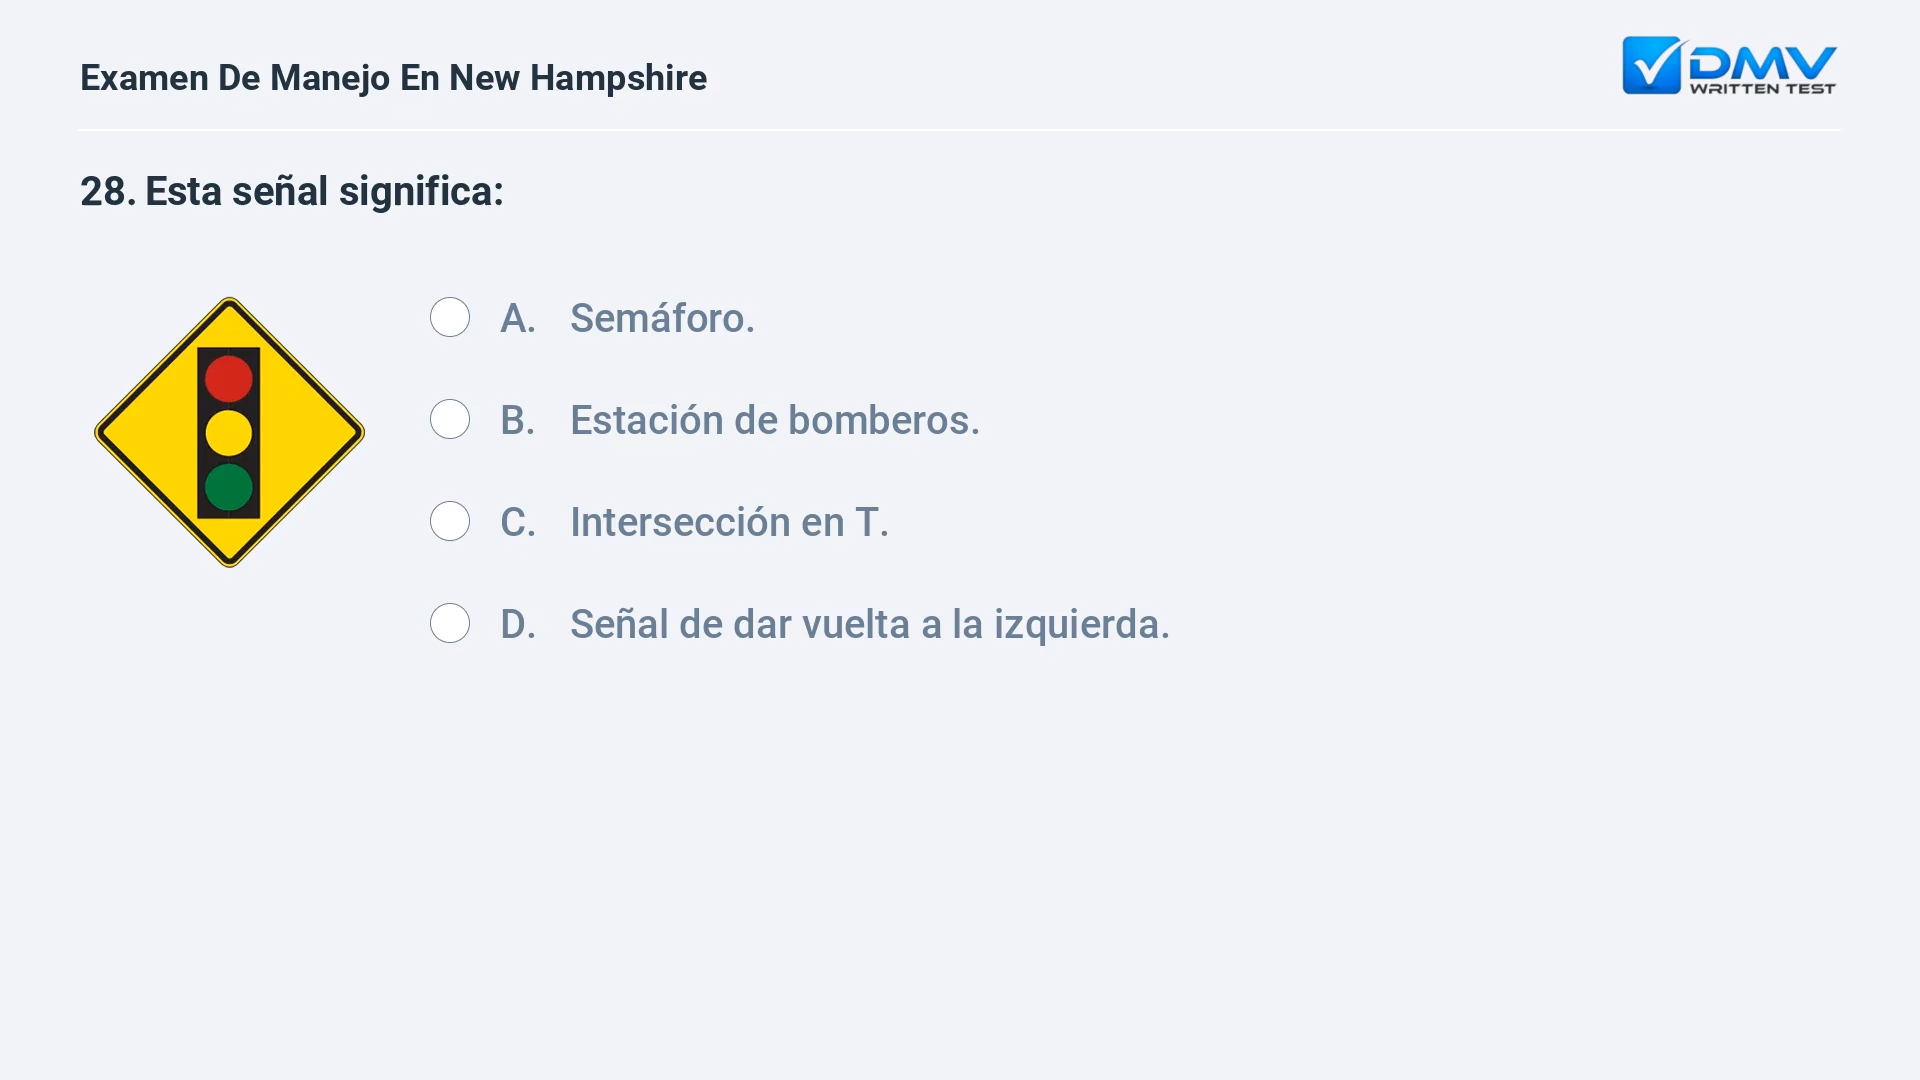 Examen De Manejo En New Hampshire
DMV
WRITTEN TEST
28. Esta señal significa:
A. Semáforo.
B. Estación de bomberos.
C. Intersección en T.
D. Señal de dar vuelta a la izquierda.